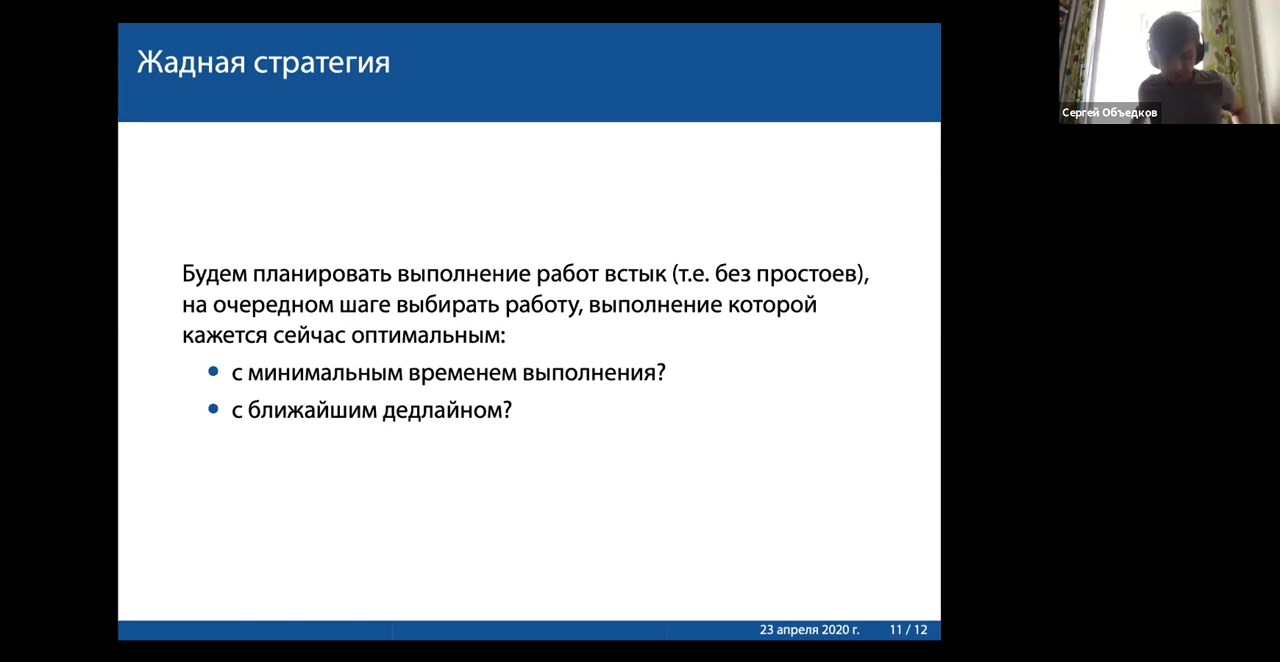 Жадная стратегия
Будем планировать выполнение работ встык (т.е. без простоев),
на очередном шаге выбирать работу, выполнение которой
кажется сейчас оптимальным:
с минимальным временем выполнения?
с ближайшим дедлайном?
23 апреля 2020 г. 11 / 12
Сергей Объедков